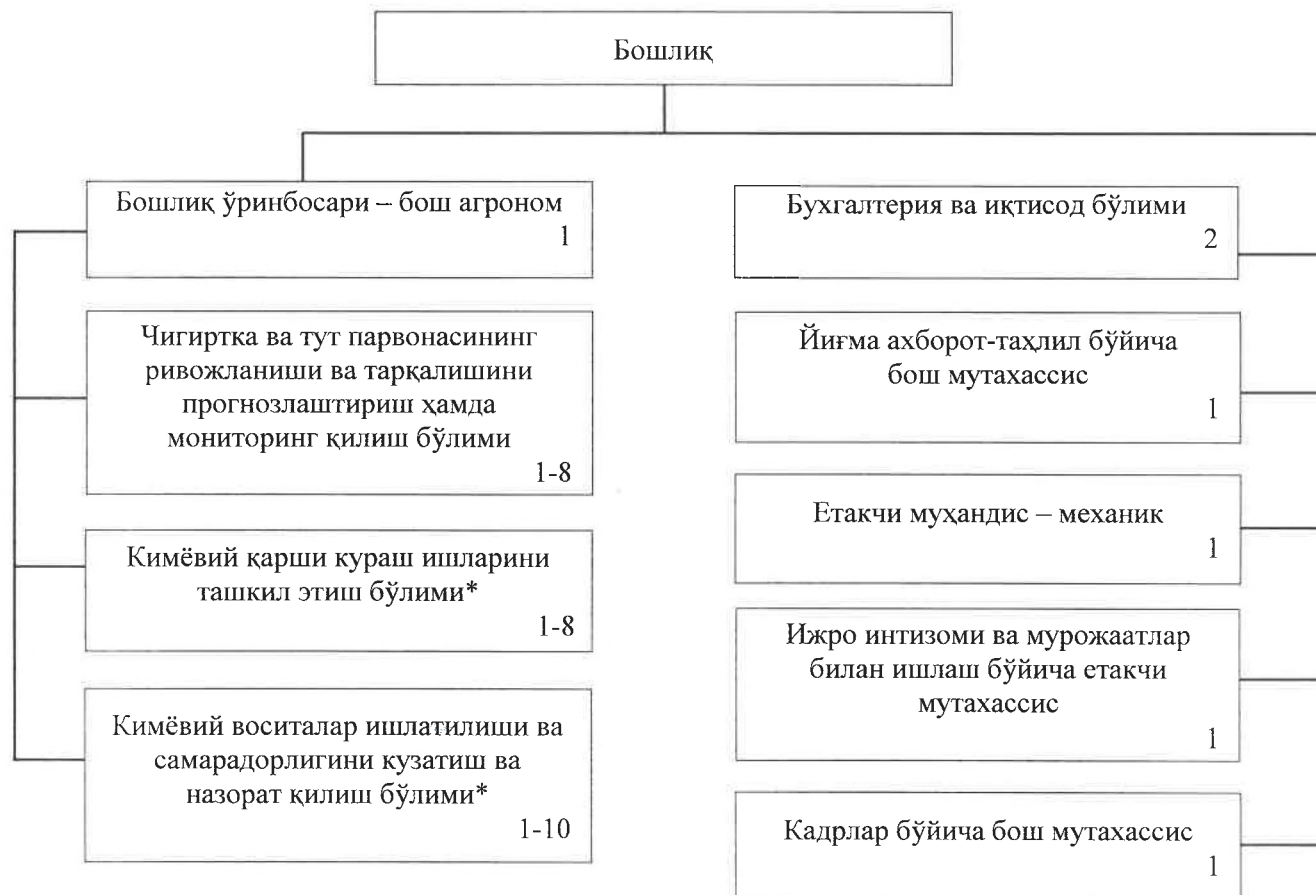 Бошлиқ
Бошлиқ ўринбосари – бош агроном
1
Чигиртка ва тут парвонасининг
ривожланиши ва тарқалишини
прогнозлаштириш ҳамда
мониторинг қилиш бўлими
1-8
Кимёвий қарши кураш ишларини
ташкил этиш бўлими*
1-8
Кимёвий воситалар ишлатилиши ва
самарадорлигини кузатиш ва
назорат қилиш бўлими*
1-10
Бухгалтерия ва иқтисод бўлими
2
Йиғма ахборот-таҳлил бўйича
бош мутахассис
1
Етакчи муҳандис – механик
1
Ижро интизоми ва мурожаатлар
билан ишлаш бўйича етакчи
мутахассис
1
Кадрлар бўйича бош мутахассис
1